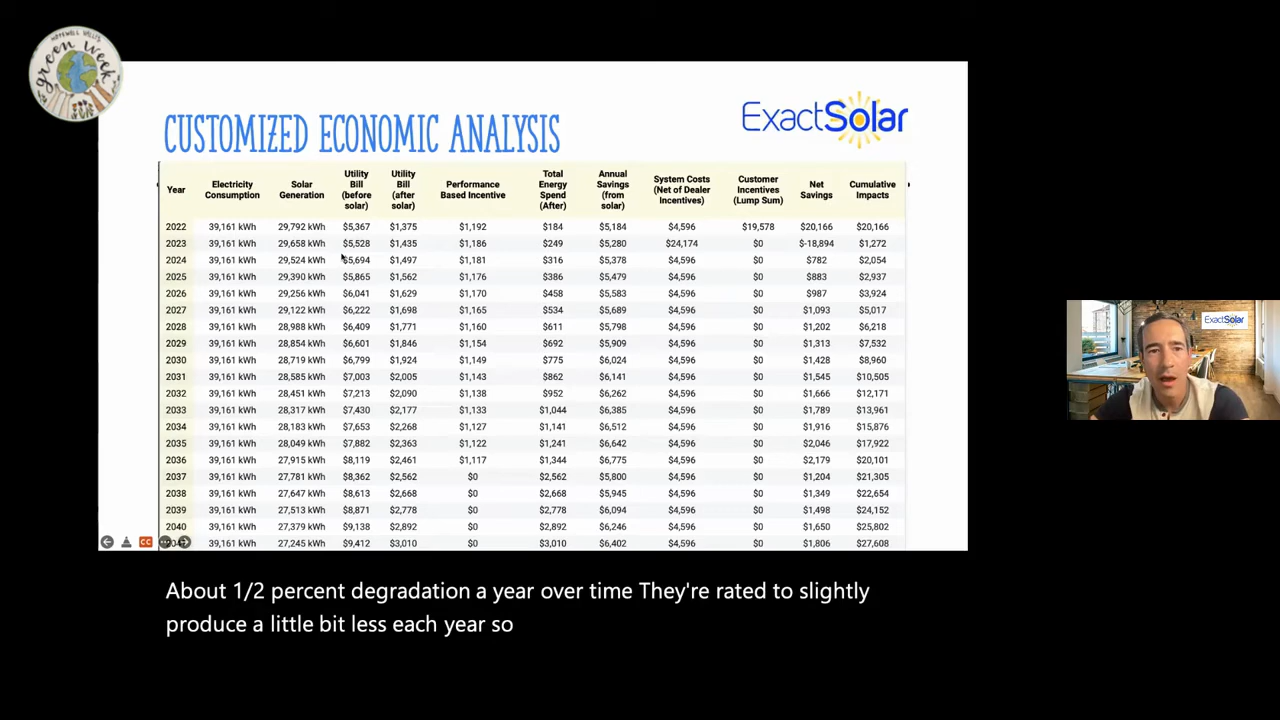 HOPEWELL VALLEY
green week
CUSTOMIZED ECONOMIC ANALYSIS
ExactSolar
Year Electricity Consumption Solar Generation Utility Bill (before solar) Utility Bill (after solar) Performance Based Incentive Total Energy Spend (After) Annual Savings (from solar) System Costs (Net of Dealer Incentives) Customer Incentives (Lump Sum) Net Savings Cumulative Impacts
2022 39,161 kWh 29,792 kWh $5,367 $1,375 $1,192 $184 $5,184 $4,596 $19,578 $20,166 $20,166
2023 39,161 kWh 29,658 kWh $5,528 $1,435 $1,186 $249 $5,280 $24,174 $0 $-18,894 $1,272
2024 39,161 kWh 29,524 kWh $5,694 $1,497 $1,181 $316 $5,378 $4,596 $0 $782 $2,054
2025 39,161 kWh 29,390 kWh $5,865 $1,562 $1,176 $386 $5,479 $4,596 $0 $883 $2,937
2026 39,161 kWh 29,256 kWh $6,041 $1,629 $1,170 $458 $5,583 $4,596 $0 $987 $3,924
2027 39,161 kWh 29,122 kWh $6,222 $1,698 $1,165 $534 $5,689 $4,596 $0 $1,093 $5,017
2028 39,161 kWh 28,988 kWh $6,409 $1,771 $1,160 $611 $5,798 $4,596 $0 $1,202 $6,218
2029 39,161 kWh 28,854 kWh $6,601 $1,846 $1,154 $692 $5,909 $4,596 $0 $1,313 $7,532
2030 39,161 kWh 28,719 kWh $6,799 $1,924 $1,149 $775 $6,024 $4,596 $0 $1,428 $8,960
2031 39,161 kWh 28,585 kWh $7,003 $2,005 $1,143 $862 $6,141 $4,596 $0 $1,545 $10,505
2032 39,161 kWh 28,451 kWh $7,213 $2,090 $1,138 $952 $6,262 $4,596 $0 $1,666 $12,171
2033 39,161 kWh 28,317 kWh $7,430 $2,177 $1,133 $1,044 $6,385 $4,596 $0 $1,789 $13,961
2034 39,161 kWh 28,183 kWh $7,653 $2,268 $1,127 $1,141 $6,512 $4,596 $0 $1,916 $15,876
2035 39,161 kWh 28,049 kWh $7,882 $2,363 $1,122 $1,241 $6,642 $4,596 $0 $2,046 $17,922
2036 39,161 kWh 27,915 kWh $8,119 $2,461 $1,117 $1,344 $6,775 $4,596 $0 $2,179 $20,101
2037 39,161 kWh 27,781 kWh $8,362 $2,562 $0 $2,562 $5,800 $4,596 $0 $1,204 $21,305
2038 39,161 kWh 27,647 kWh $8,613 $2,668 $0 $2,668 $5,945 $4,596 $0 $1,349 $22,654
2039 39,161 kWh 27,513 kWh $8,871 $2,778 $0 $2,778 $6,094 $4,596 $0 $1,498 $24,152
2040 39,161 kWh 27,379 kWh $9,138 $2,892 $0 $2,892 $6,246 $4,596 $0 $1,650 $25,802
39,161 kWh 27,245 kWh $9,412 $3,010 $0 $3,010 $6,402 $4,596 $0 $1,806 $27,608
CC
ExactSolar
About 1/2 percent degradation a year over time They're rated to slightly
produce a little bit less each year so